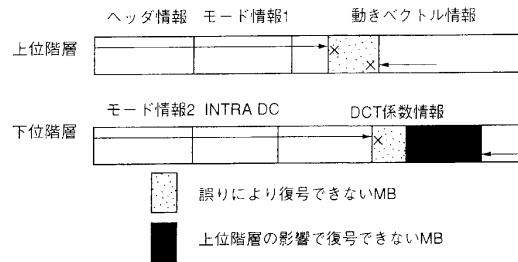 ヘッダ情報 モード情報1 動きベクトル情報
上位階層
モード情報2 INTRA DC DCT係数情報
下位階層
誤りにより復号できないMB
上位階層の影響で復号できないMB